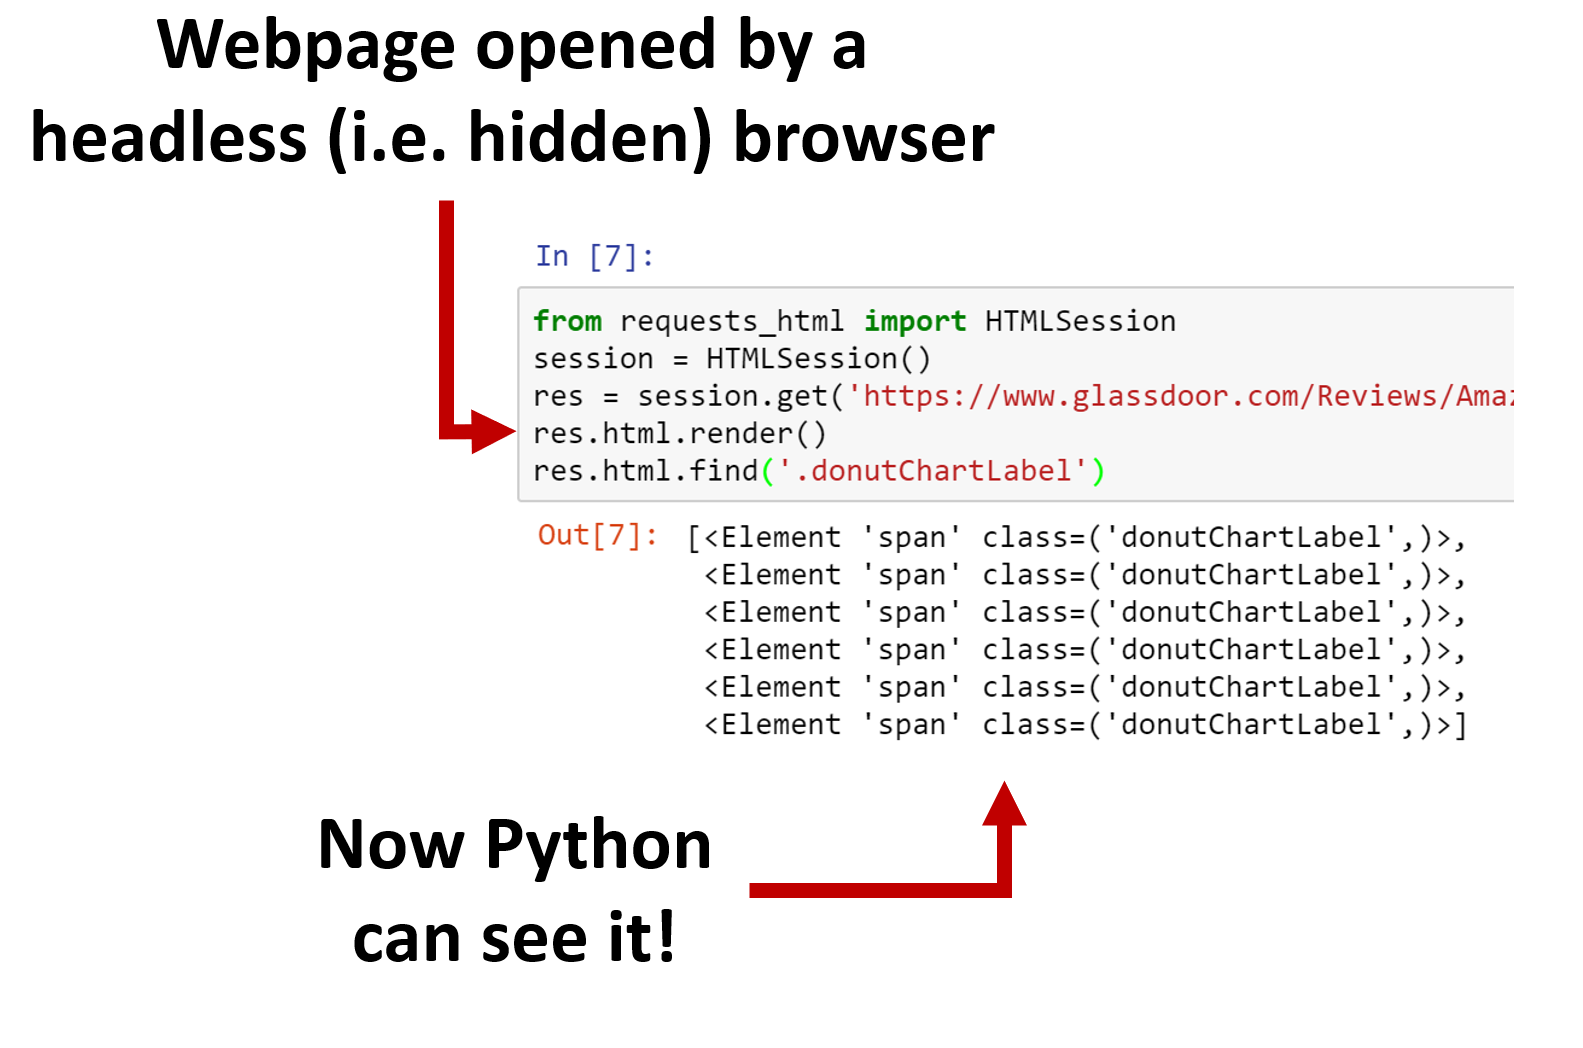 Webpage opened by a
headless (i.e. hidden) browser
In [7]:
from requests_html import HTMLSession
session = HTMLSession()
res = session.get('https://www.glassdoor.com/Reviews/Ama
res.html.render()
res.html.find('.donutChartLabel')
Out[7]: [<Element 'span' class=('donutChartLabel',)>,
<Element 'span' class=('donutChartLabel',)>,
<Element 'span' class=('donutChartLabel',)>,
<Element 'span' class=('donutChartLabel',)>,
<Element 'span' class=('donutChartLabel',)>,
<Element 'span' class=('donutChartLabel',)>]
Now Python
can see it!